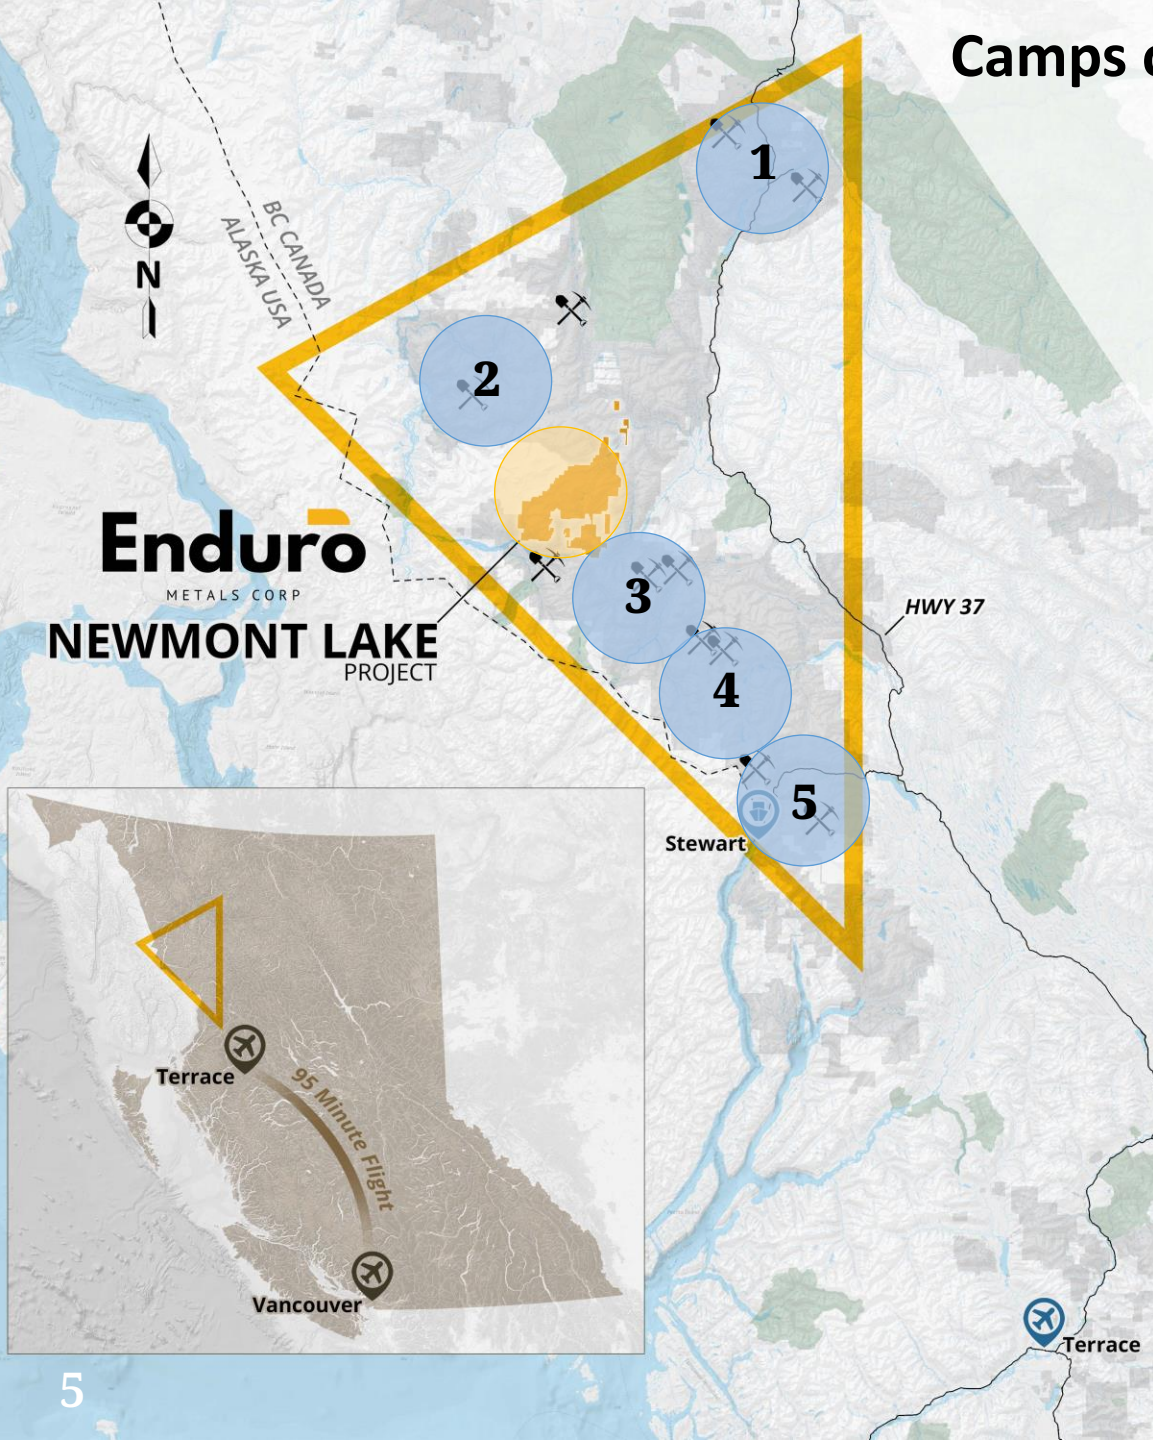 Camps
1
BC CANADA
ALASKA USA
N
2
Enduro
METALS CORP
NEWMONT LAKE
PROJECT
3
HWY 37
4
5
Stewart
Terrace
95 Minute Flight
Vancouver
Terrace
5